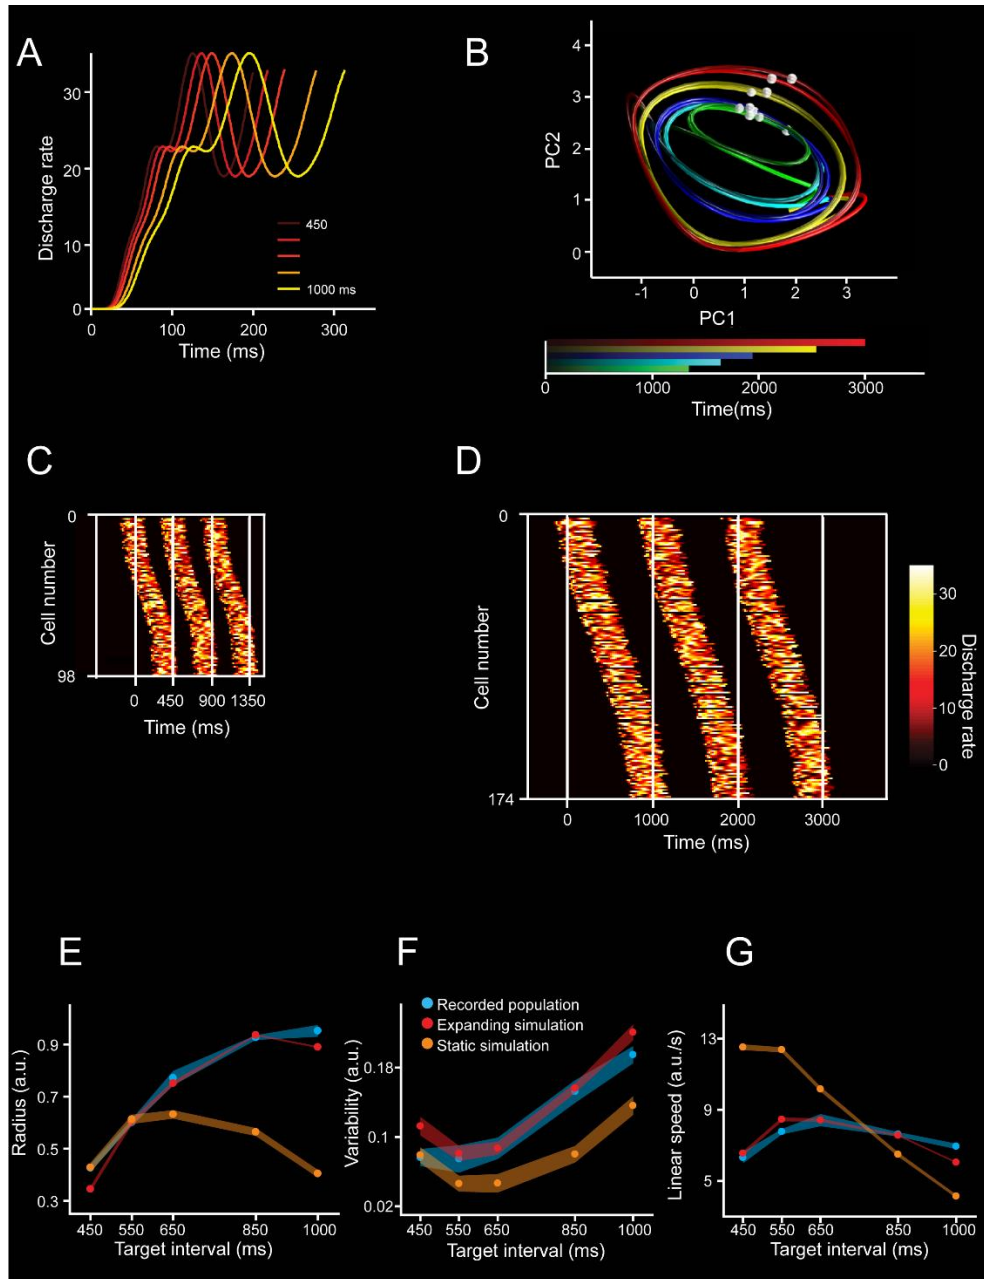 A
Discharge rate
30
20
10
0
450
1000 ms
0
100
200
300
Time (ms)
B
PC2
4
3
2
1
0
-1
0
1
2
3
PC1
0
1000
2000
3000
Time(ms)
C
Cell number
0
98
0
450
900
1350
Time (ms)
D
Cell number
0
174
0
1000
2000
3000
Time (ms)
30
20
10
0
Discharge rate
E
Radius (a.u.)
0.9
0.7
0.5
0.3
450
550
650
850
1000
Target interval (ms)
F
Variability (a.u.)
0.18
0.1
0.02
Recorded population
Expanding simulation
Static simulation
450
550
650
850
1000
Target interval (ms)
G
Linear speed (a.u./s)
13
9
5
450
550
650
850
1000
Target interval (ms)